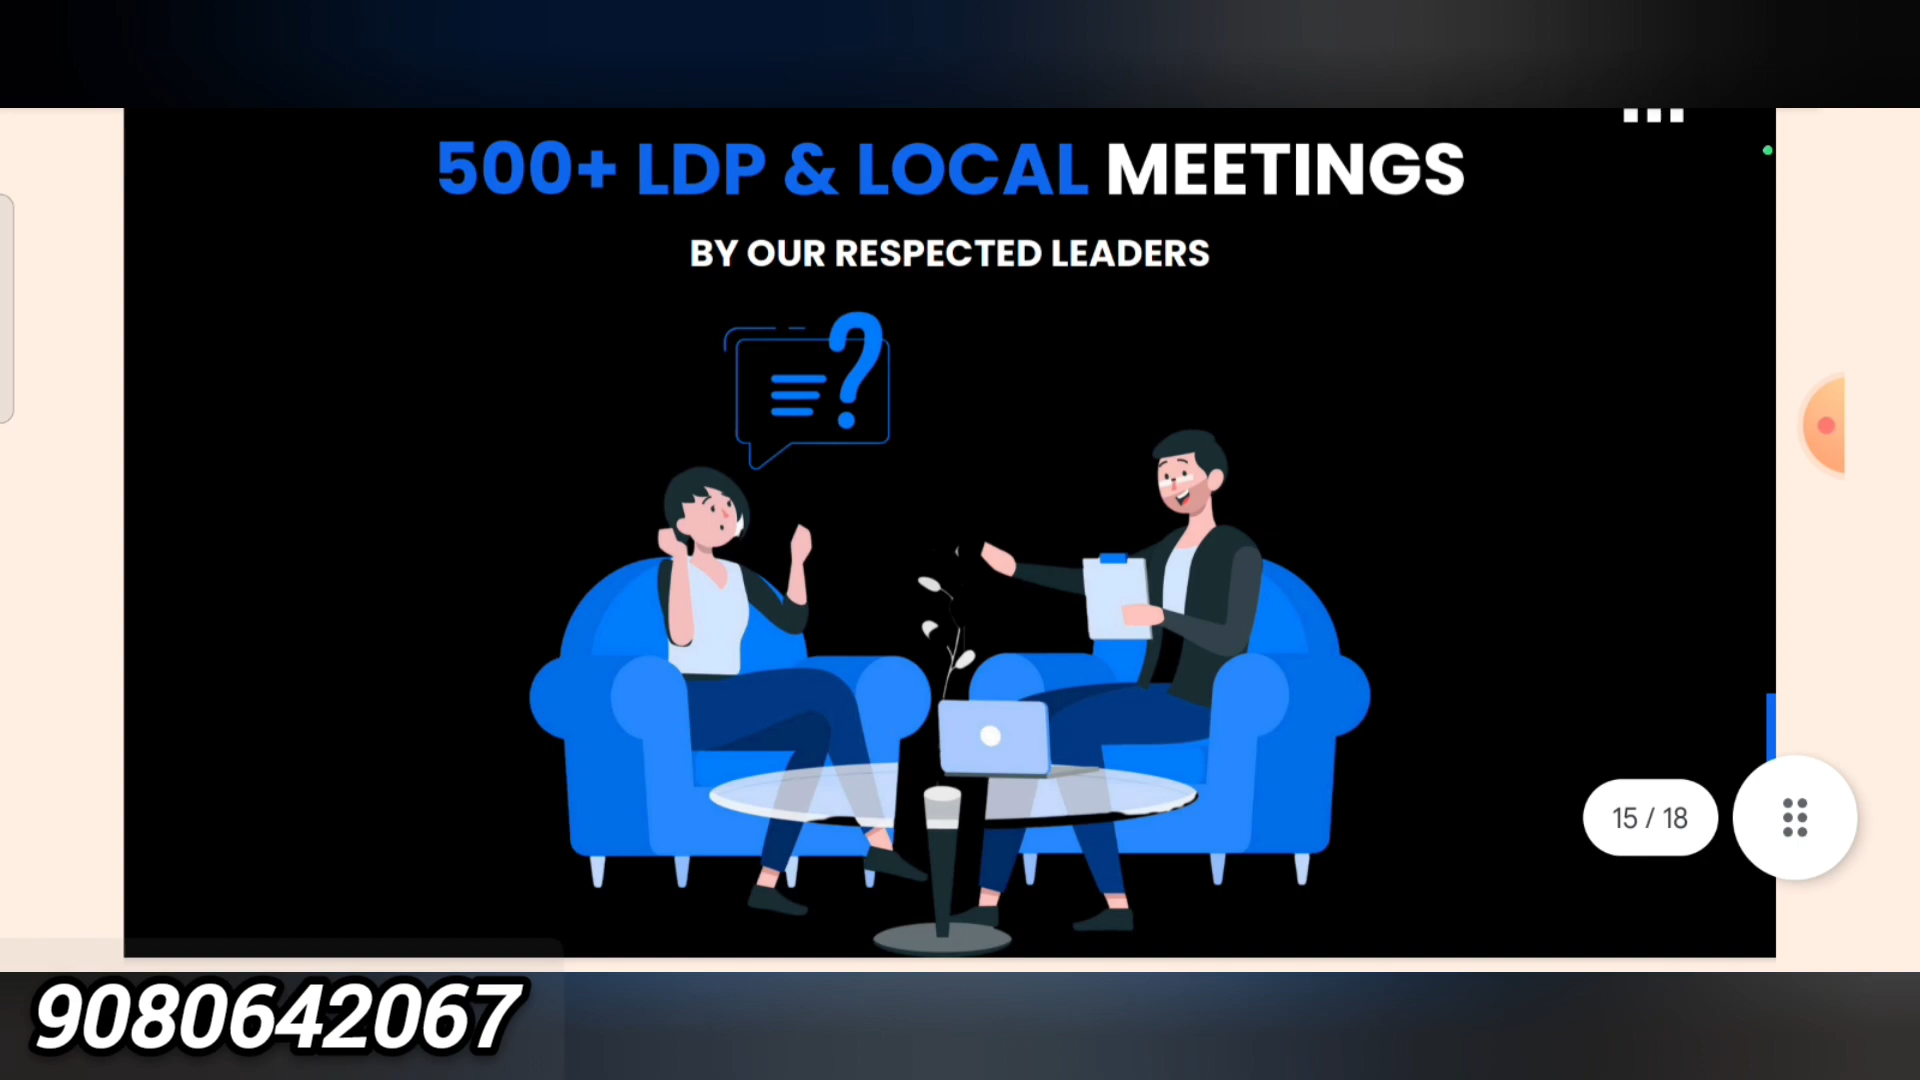 500+ LDP & LOCAL MEETINGS
BY OUR RESPECTED LEADERS
?
15 / 18
9080642067